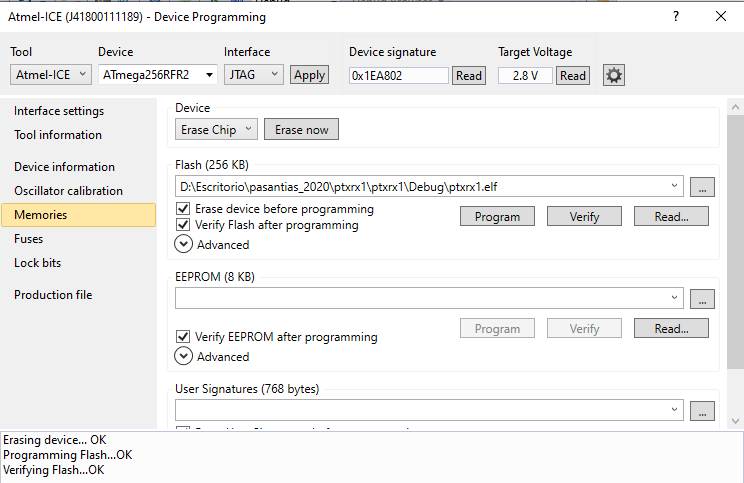 Atmel-ICE (J41800111189) - Device Programming
Tool Device Interface Device signature Target Voltage
Atmel-ICE ATmega256RFR2 JTAG Apply 0x1EA802 Read 2.8 V Read
Interface settings
Tool information
Device information
Oscillator calibration
Memories
Fuses
Lock bits
Production file
Device
Erase Chip Erase now
Flash (256 KB)
D:\Escritorio\pasantias_2020\ptxrx1\ptxrx1\Debug\ptxrx1.elf ...
Erase device before programming
Verify Flash after programming
Program Verify Read...
Advanced
EEPROM (8 KB)
...
Program Verify Read...
Verify EEPROM after programming
Advanced
User Signatures (768 bytes)
...
Erasing device... OK
Programming Flash...OK
Verifying Flash...OK